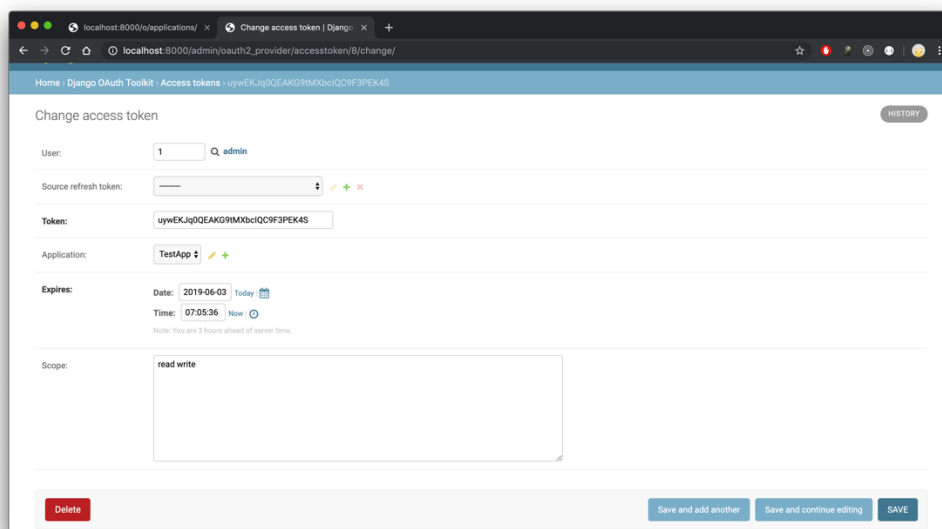 localhost:8000/o/applications/
Change access token | Django
localhost:8000/admin/oauth2_provider/accesstoken/8/change/
Home › Django OAuth Toolkit › Access tokens › uywEKJq0QEAKG9tMXbcIQC9F3PEK4S
Change access token
HISTORY
User: 1 admin
Source refresh token: ---------
Token: uywEKJq0QEAKG9tMXbcIQC9F3PEK4S
Application: TestApp
Expires:
Date: 2019-06-03 Today |
Time: 07:05:36 Now |
Note: You are 3 hours ahead of server time.
Scope: read write
Delete
Save and add another
Save and continue editing
SAVE